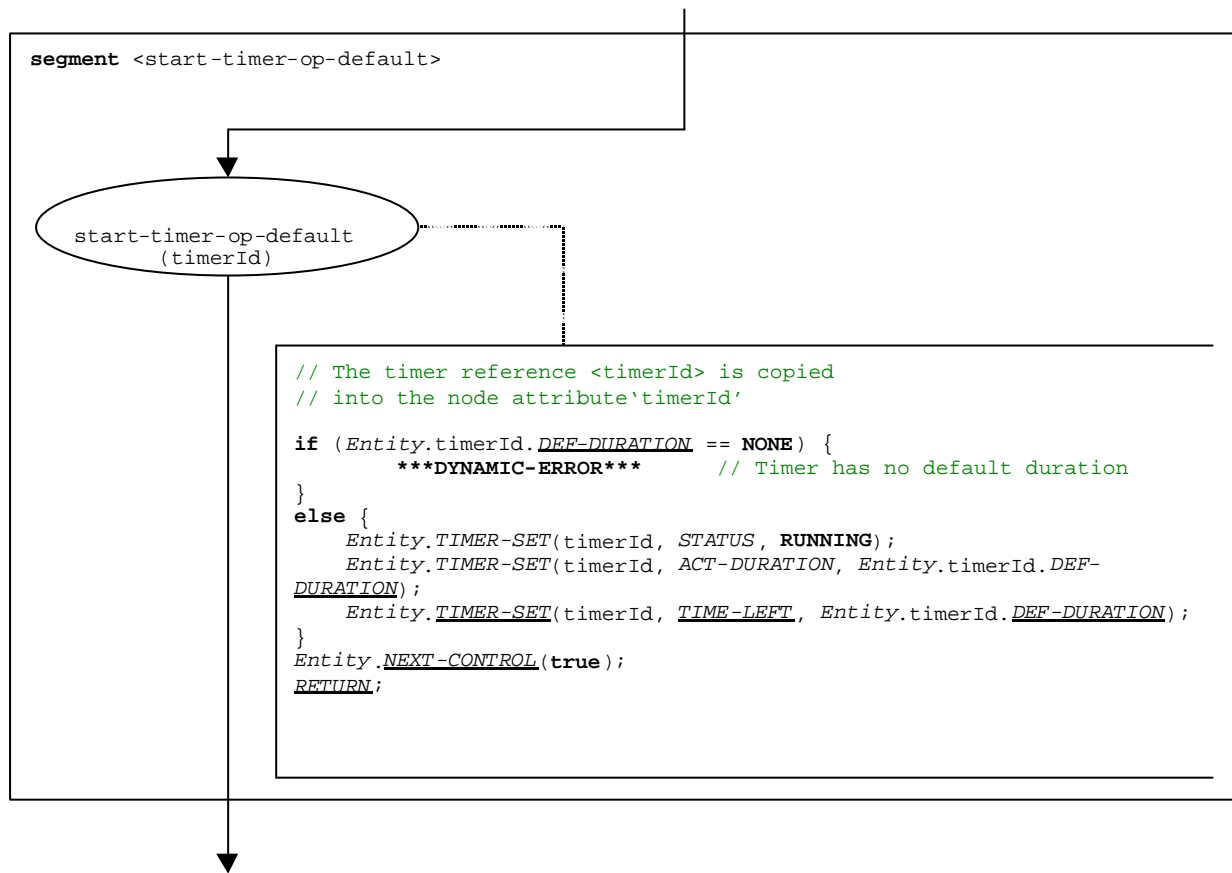 segment <start-timer-op-default>
start-timer-op-default
(timerId)
// The timer reference <timerId> is copied
// into the node attribute‘timerId’
if (Entity.timerId.DEF-DURATION == NONE) {
***DYNAMIC-ERROR*** // Timer has no default duration
}
else {
Entity.TIMER-SET(timerId, STATUS, RUNNING);
Entity.TIMER-SET(timerId, ACT-DURATION, Entity.timerId.DEF-
DURATION);
Entity.TIMER-SET(timerId, TIME-LEFT, Entity.timerId.DEF-DURATION);
}
Entity.NEXT-CONTROL(true);
RETURN;